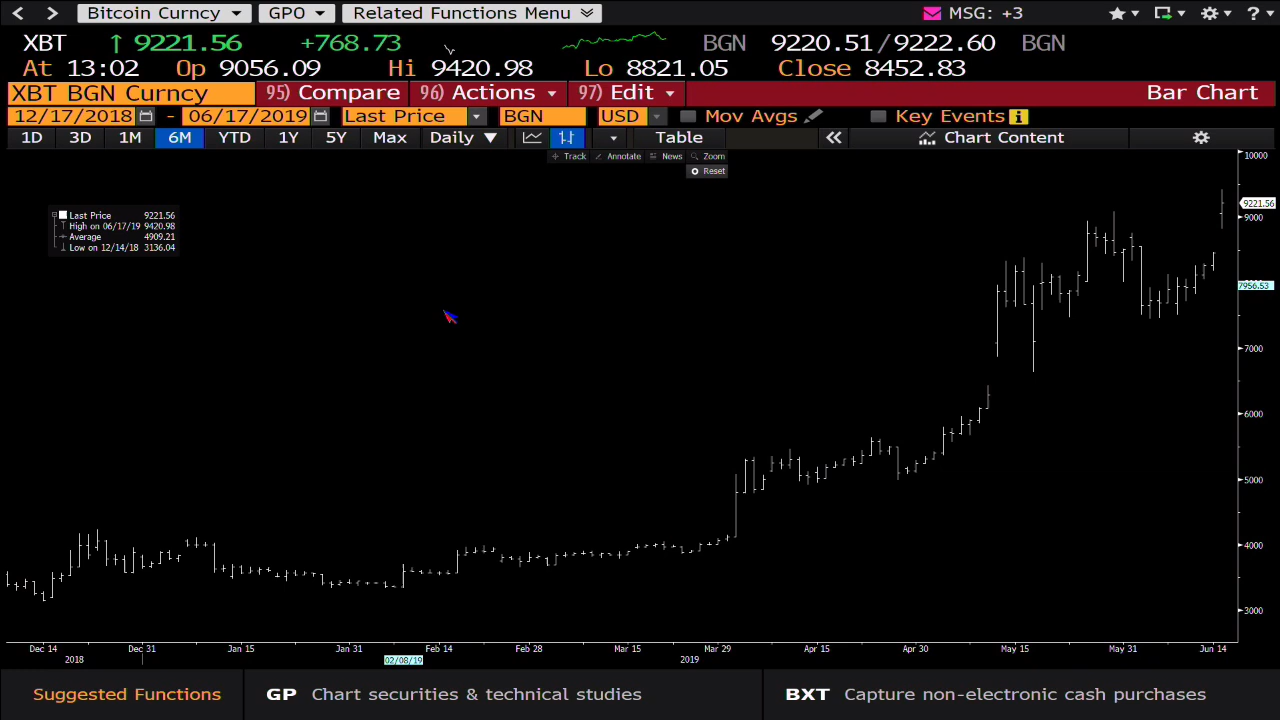 Bitcoin Curncy GPO Related Functions Menu MSG: +3 ?
XBT ↑ 9221.56 +768.73 BGN 9220.51/9222.60 BGN
At 13:02 Op 9056.09 Hi 9420.98 Lo 8821.05 Close 8452.83
XBT BGN Curncy 95) Compare 96) Actions 97) Edit Bar Chart
12/17/2018 - 06/17/2019 Last Price BGN USD Mov Avgs Key Events i
1D 3D 1M 6M YTD 1Y 5Y Max Daily ▼ Table « Chart Content
Track Annotate News Zoom
Reset
10000
Last Price 9221.56
High on 06/17/19 9420.98
Average 4909.21
Low on 12/14/18 3136.04
9221.56
9000
7956.53
7000
6000
5000
4000
3000
Dec 14 Dec 31 Jan 15 Jan 31 Feb 14 Feb 28 Mar 15 Mar 29 Apr 15 Apr 30 May 15 May 31 Jun 14
2018 02/08/19 2019
Suggested Functions GP Chart securities & technical studies BXT Capture non-electronic cash purchases